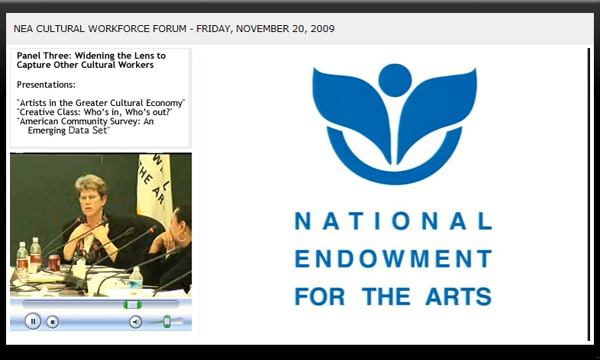 NEA CULTURAL WORKFORCE FORUM - FRIDAY, NOVEMBER 20, 2009
Panel Three: Widening the Lens to
Capture Other Cultural Workers
Presentations:
"Artists in the Greater Cultural Economy"
"Creative Class: Who's in, Who's out?"
"American Community Survey: An
Emerging Data Set"
THE AR
NATIONAL
ENDOWMENT
FOR THE ARTS